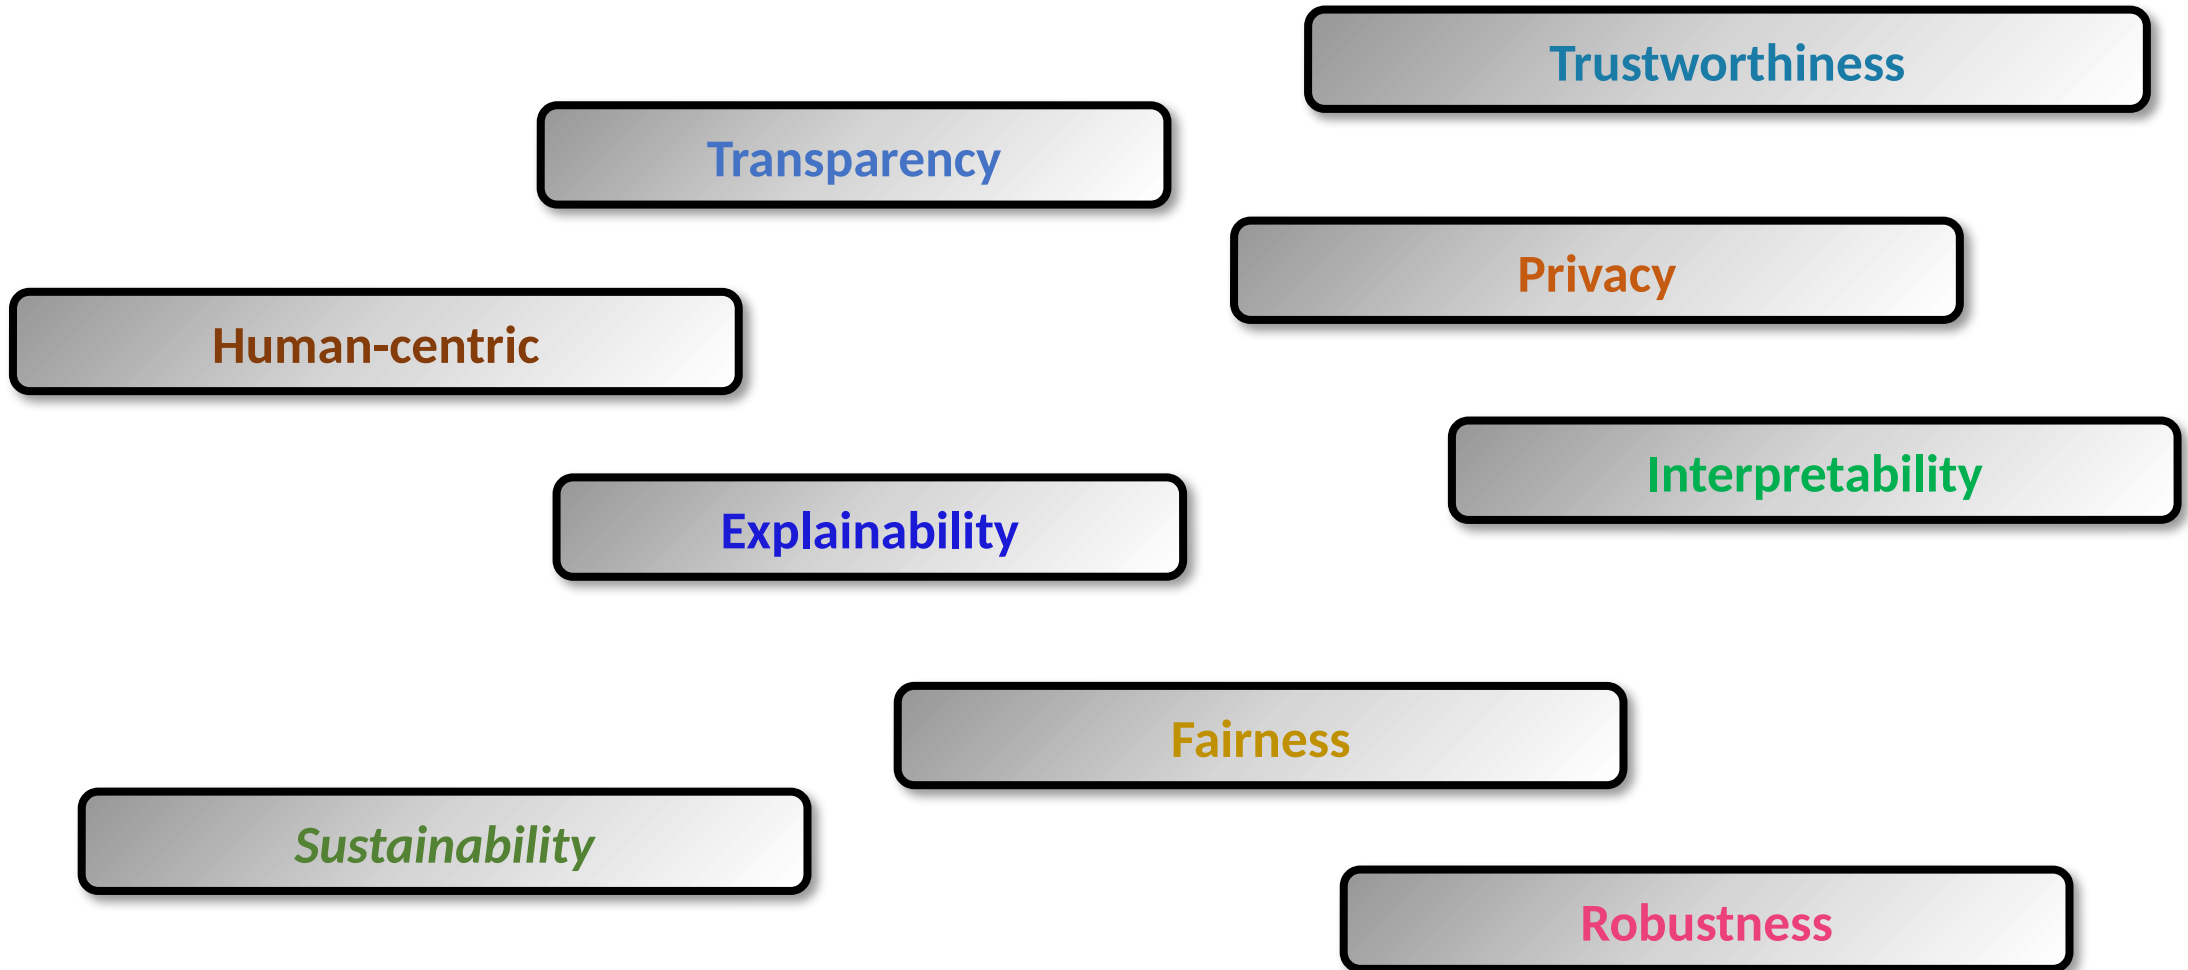 Trustworthiness
Transparency
Privacy
Human-centric
Interpretability
Explainability
Fairness
Sustainability
Robustness